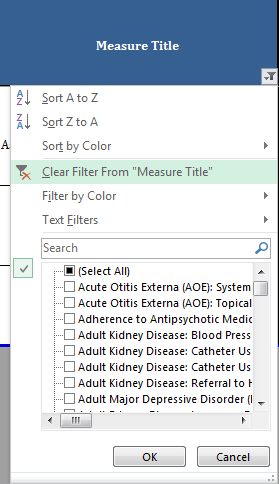 Measure Title
Sort A to Z
Sort Z to A
Sort by Color
Clear Filter From "Measure Title"
Filter by Color
Text Filters
Search
(Select All)
Acute Otitis Externa (AOE): System
Acute Otitis Externa (AOE): Topical
Adherence to Antipsychotic Medic
Adult Kidney Disease: Blood Press
Adult Kidney Disease: Catheter Us
Adult Kidney Disease: Catheter Us
Adult Kidney Disease: Referral to H
Adult Major Depressive Disorder (
OK
Cancel